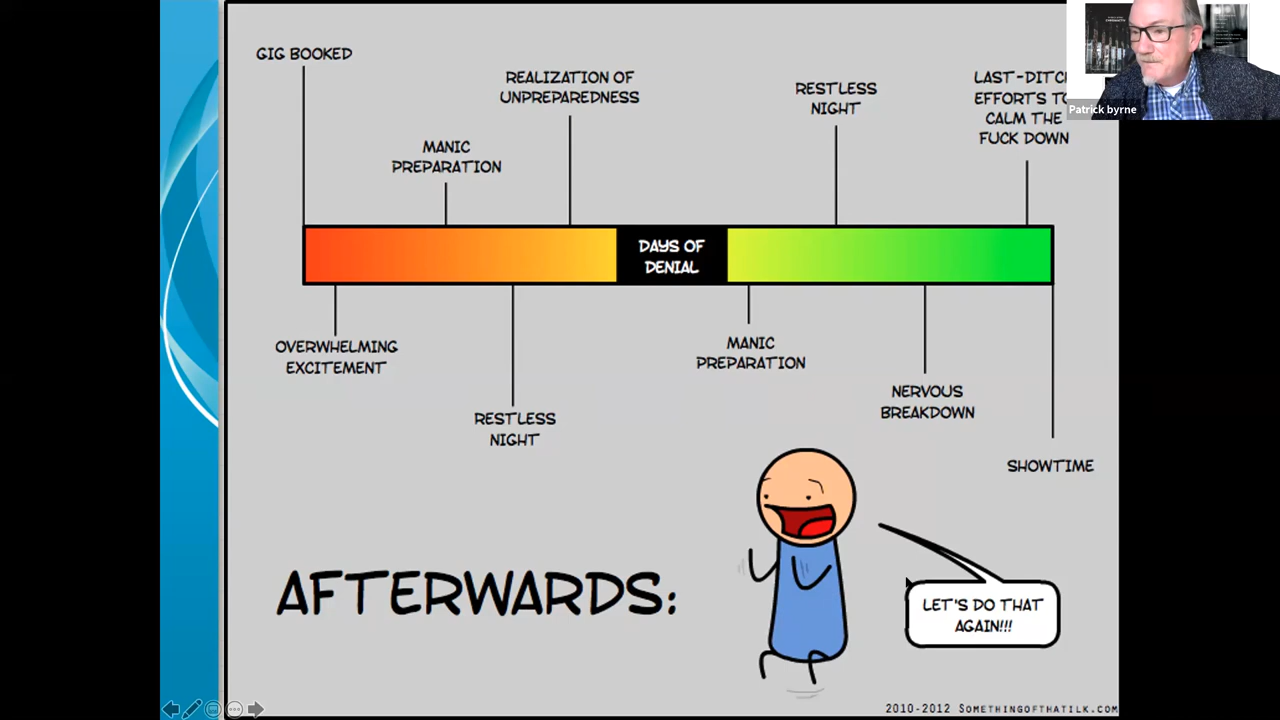 GIG BOOKED
REALIZATION OF
UNPREPAREDNESS
MANIC
PREPARATION
RESTLESS
NIGHT
LAST-DITC
EFFORTS T
CALM THE
FUCK DOWN
Patrick byrne
DAYS OF
DENIAL
OVERWHELMING
EXCITEMENT
RESTLESS
NIGHT
MANIC
PREPARATION
NERVOUS
BREAKDOWN
SHOWTIME
AFTERWARDS:
LET'S DO THAT
AGAIN!!!
2010-2012 SOMETHINGOFTHATILK.COM